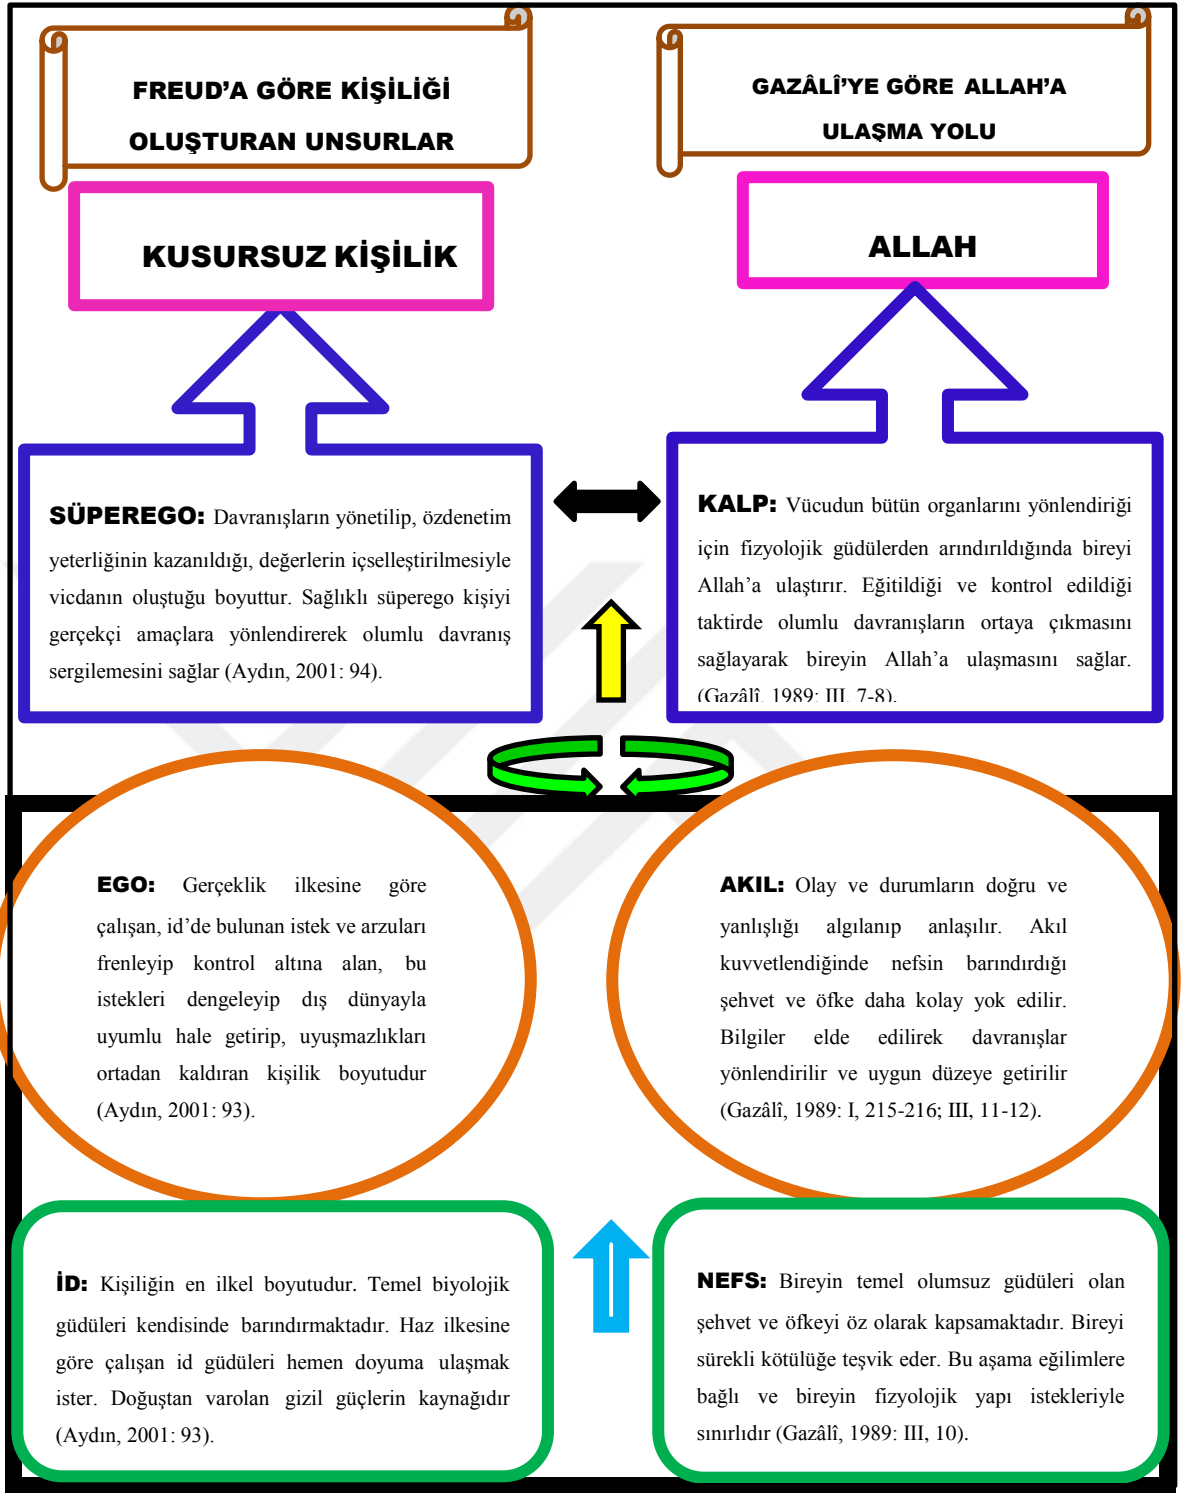 FREUD’A GÖRE KİŞİLİĞİ
OLUŞTURAN UNSURLAR
KUSURSUZ KİŞİLİK
SÜPEREGO: Davranışların yönetilip, özdenetim
yeterliğinin kazanıldığı, değerlerin içselleştirilmesiyle
vicdanın oluştuğu boyuttur. Sağlıklı süperego kişiyi
gerçekçi amaçlara yönlendirerek olumlu davranış
sergilemesini sağlar (Aydın, 2001: 94).
EGO: Gerçeklik ilkesine göre
çalışan, id’de bulunan istek ve arzuları
frenleyip kontrol altına alan, bu
istekleri dengeleyip dış dünyayla
uyumlu hale getirip, uyuşmazlıkları
ortadan kaldıran kişilik boyutudur
(Aydın, 2001: 93).
İD: Kişiliğin en ilkel boyutudur. Temel biyolojik
güdüleri kendisinde barındırmaktadır. Haz ilkesine
göre çalışan id güdüleri hemen doyuma ulaşmak
ister. Doğuştan varolan gizil güçlerin kaynağıdır
(Aydın, 2001: 93).
GAZÂLÎ’YE GÖRE ALLAH’A
ULAŞMA YOLU
ALLAH
KALP: Vücudun bütün organlarını yönlendiriği
için fizyolojik güdülerden arındırıldığında bireyi
Allah’a ulaştırır. Eğitildiği ve kontrol edildiği
taktirde olumlu davranışların ortaya çıkmasını
sağlayarak bireyin Allah’a ulaşmasını sağlar.
(Gazâlî, 1989: III, 7-8).
AKIL: Olay ve durumların doğru ve
yanlışlığı algılanıp anlaşılır. Akıl
kuvvetlendiğinde nefsin barındırdığı
şehvet ve öfke daha kolay yok edilir.
Bilgiler elde edilirek davranışlar
yönlendirilir ve uygun düzeye getirilir
(Gazâlî, 1989: I, 215-216; III, 11-12).
NEFS: Bireyin temel olumsuz güdüleri olan
şehvet ve öfkeyi öz olarak kapsamaktadır. Bireyi
sürekli kötülüğe teşvik eder. Bu aşama eğilimlere
bağlı ve bireyin fizyolojik yapı istekleriyle
sınırlıdır (Gazâlî, 1989: III, 10).